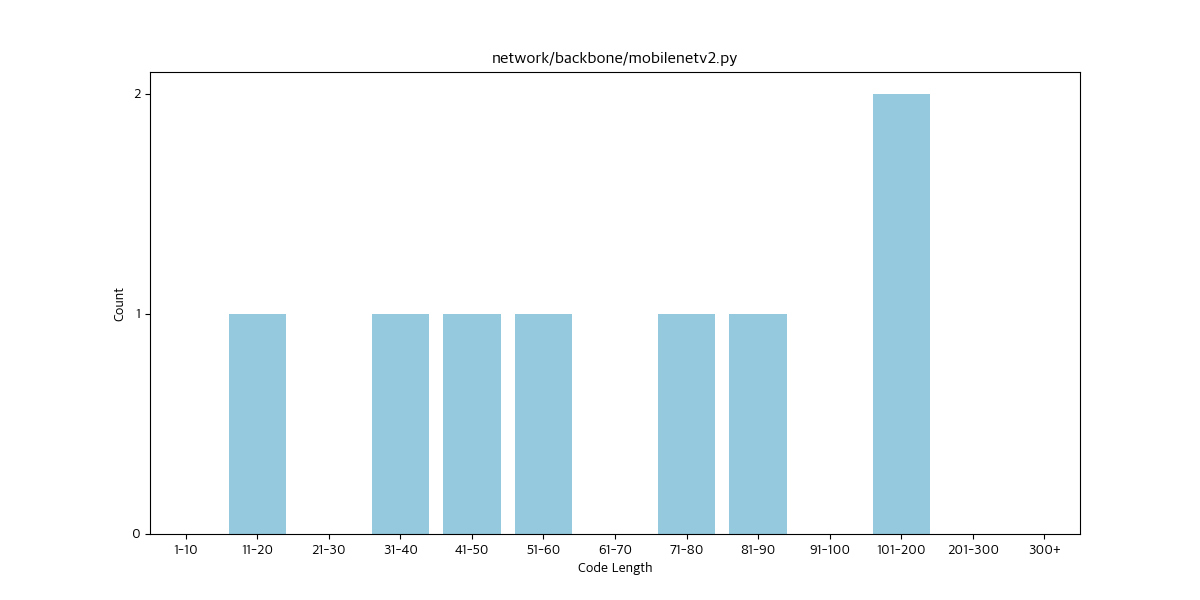 network/backbone/mobilenetv2.py
2
1
0
Count
1-10 11-20 21-30 31-40 41-50 51-60 61-70 71-80 81-90 91-100 101-200 201-300 300+
Code Length